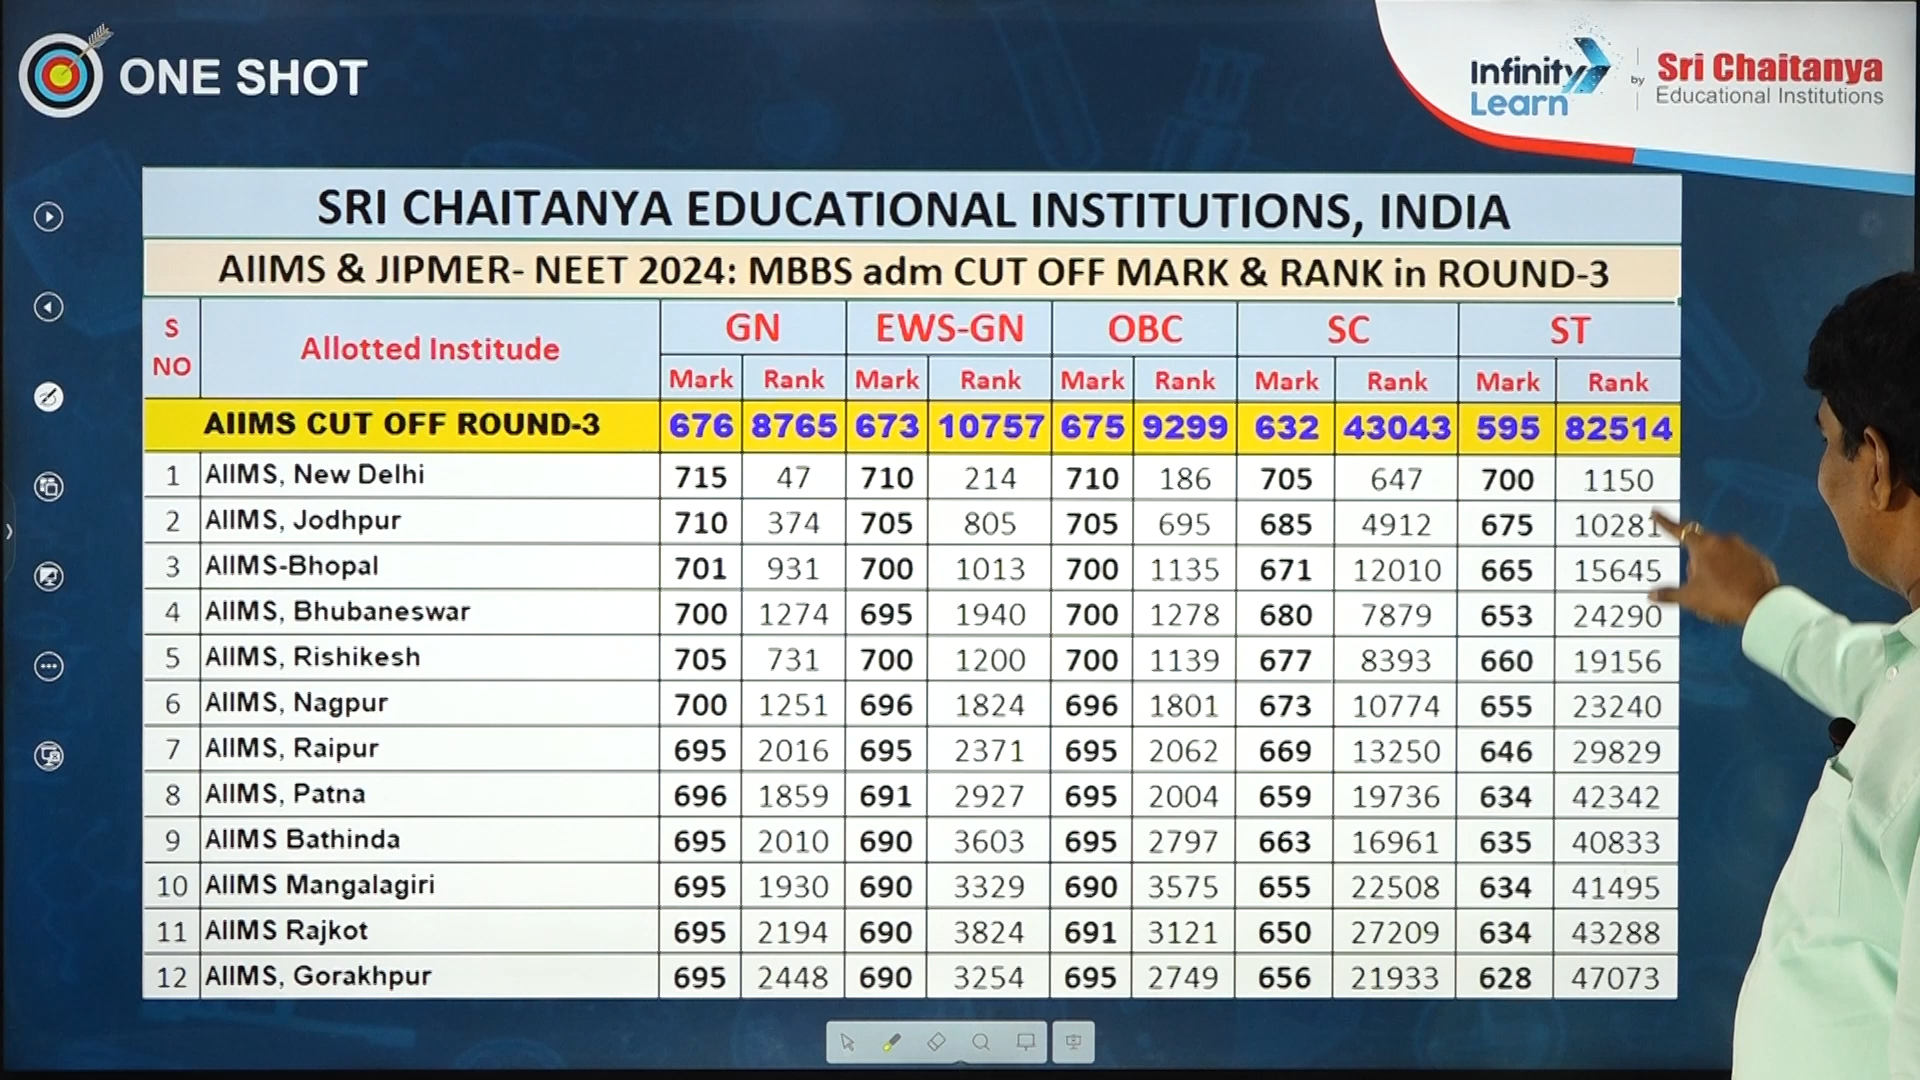 ONE SHOT
Infinity Learn by Sri Chaitanya Educational Institutions
SRI CHAITANYA EDUCATIONAL INSTITUTIONS, INDIA
AIIMS & JIPMER- NEET 2024: MBBS adm CUT OFF MARK & RANK in ROUND-3
S NO Allotted Institude GN EWS-GN OBC SC ST
Mark Rank Mark Rank Mark Rank Mark Rank Mark Rank
AIIMS CUT OFF ROUND-3 676 8765 673 10757 675 9299 632 43043 595 82514
1 AIIMS, New Delhi 715 47 710 214 710 186 705 647 700 1150
2 AIIMS, Jodhpur 710 374 705 805 705 695 685 4912 675 10281
3 AIIMS-Bhopal 701 931 700 1013 700 1135 671 12010 665 15645
4 AIIMS, Bhubaneswar 700 1274 695 1940 700 1278 680 7879 653 24290
5 AIIMS, Rishikesh 705 731 700 1200 700 1139 677 8393 660 19156
6 AIIMS, Nagpur 700 1251 696 1824 696 1801 673 10774 655 23240
7 AIIMS, Raipur 695 2016 695 2371 695 2062 669 13250 646 29829
8 AIIMS, Patna 696 1859 691 2927 695 2004 659 19736 634 42342
9 AIIMS Bathinda 695 2010 690 3603 695 2797 663 16961 635 40833
10 AIIMS Mangalagiri 695 1930 690 3329 690 3575 655 22508 634 41495
11 AIIMS Rajkot 695 2194 690 3824 691 3121 650 27209 634 43288
12 AIIMS, Gorakhpur 695 2448 690 3254 695 2749 656 21933 628 47073